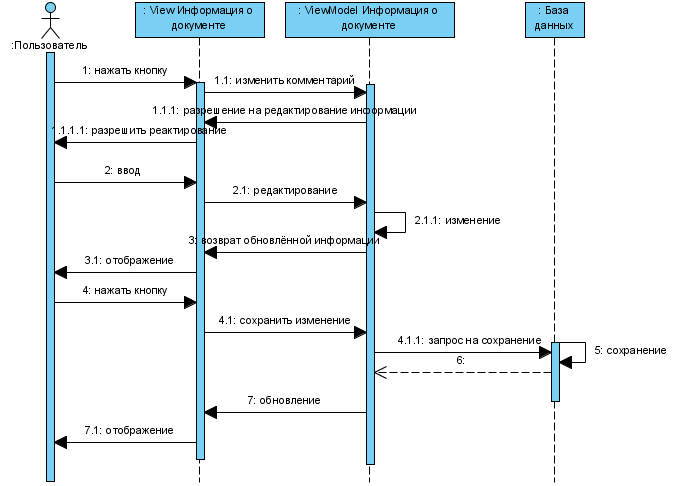 : View Информация о
документе
: ViewModel Информация о
документе
: База
данных
:Пользователь
1: нажать кнопку
1.1: изменить комментарий
1.1.1: разрешение на редактирование информации
1.1.1.1: разрешить реактирование
2: ввод
2.1: редактирование
2.1.1: изменение
3: возврат обновлённой информации
3.1: отображение
4: нажать кнопку
4.1: сохранить изменение
4.1.1: запрос на сохранение
5: сохранение
6:
7: обновление
7.1: отображение